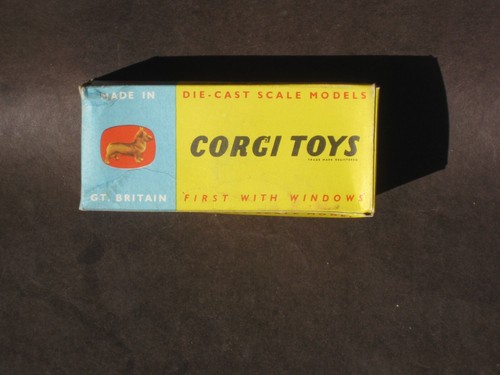 MADE IN
GT. BRITAIN
DIE-CAST SCALE MODELS
CORGI TOYS
TRADE MARK REGISTERED
FIRST WITH WINDOWS